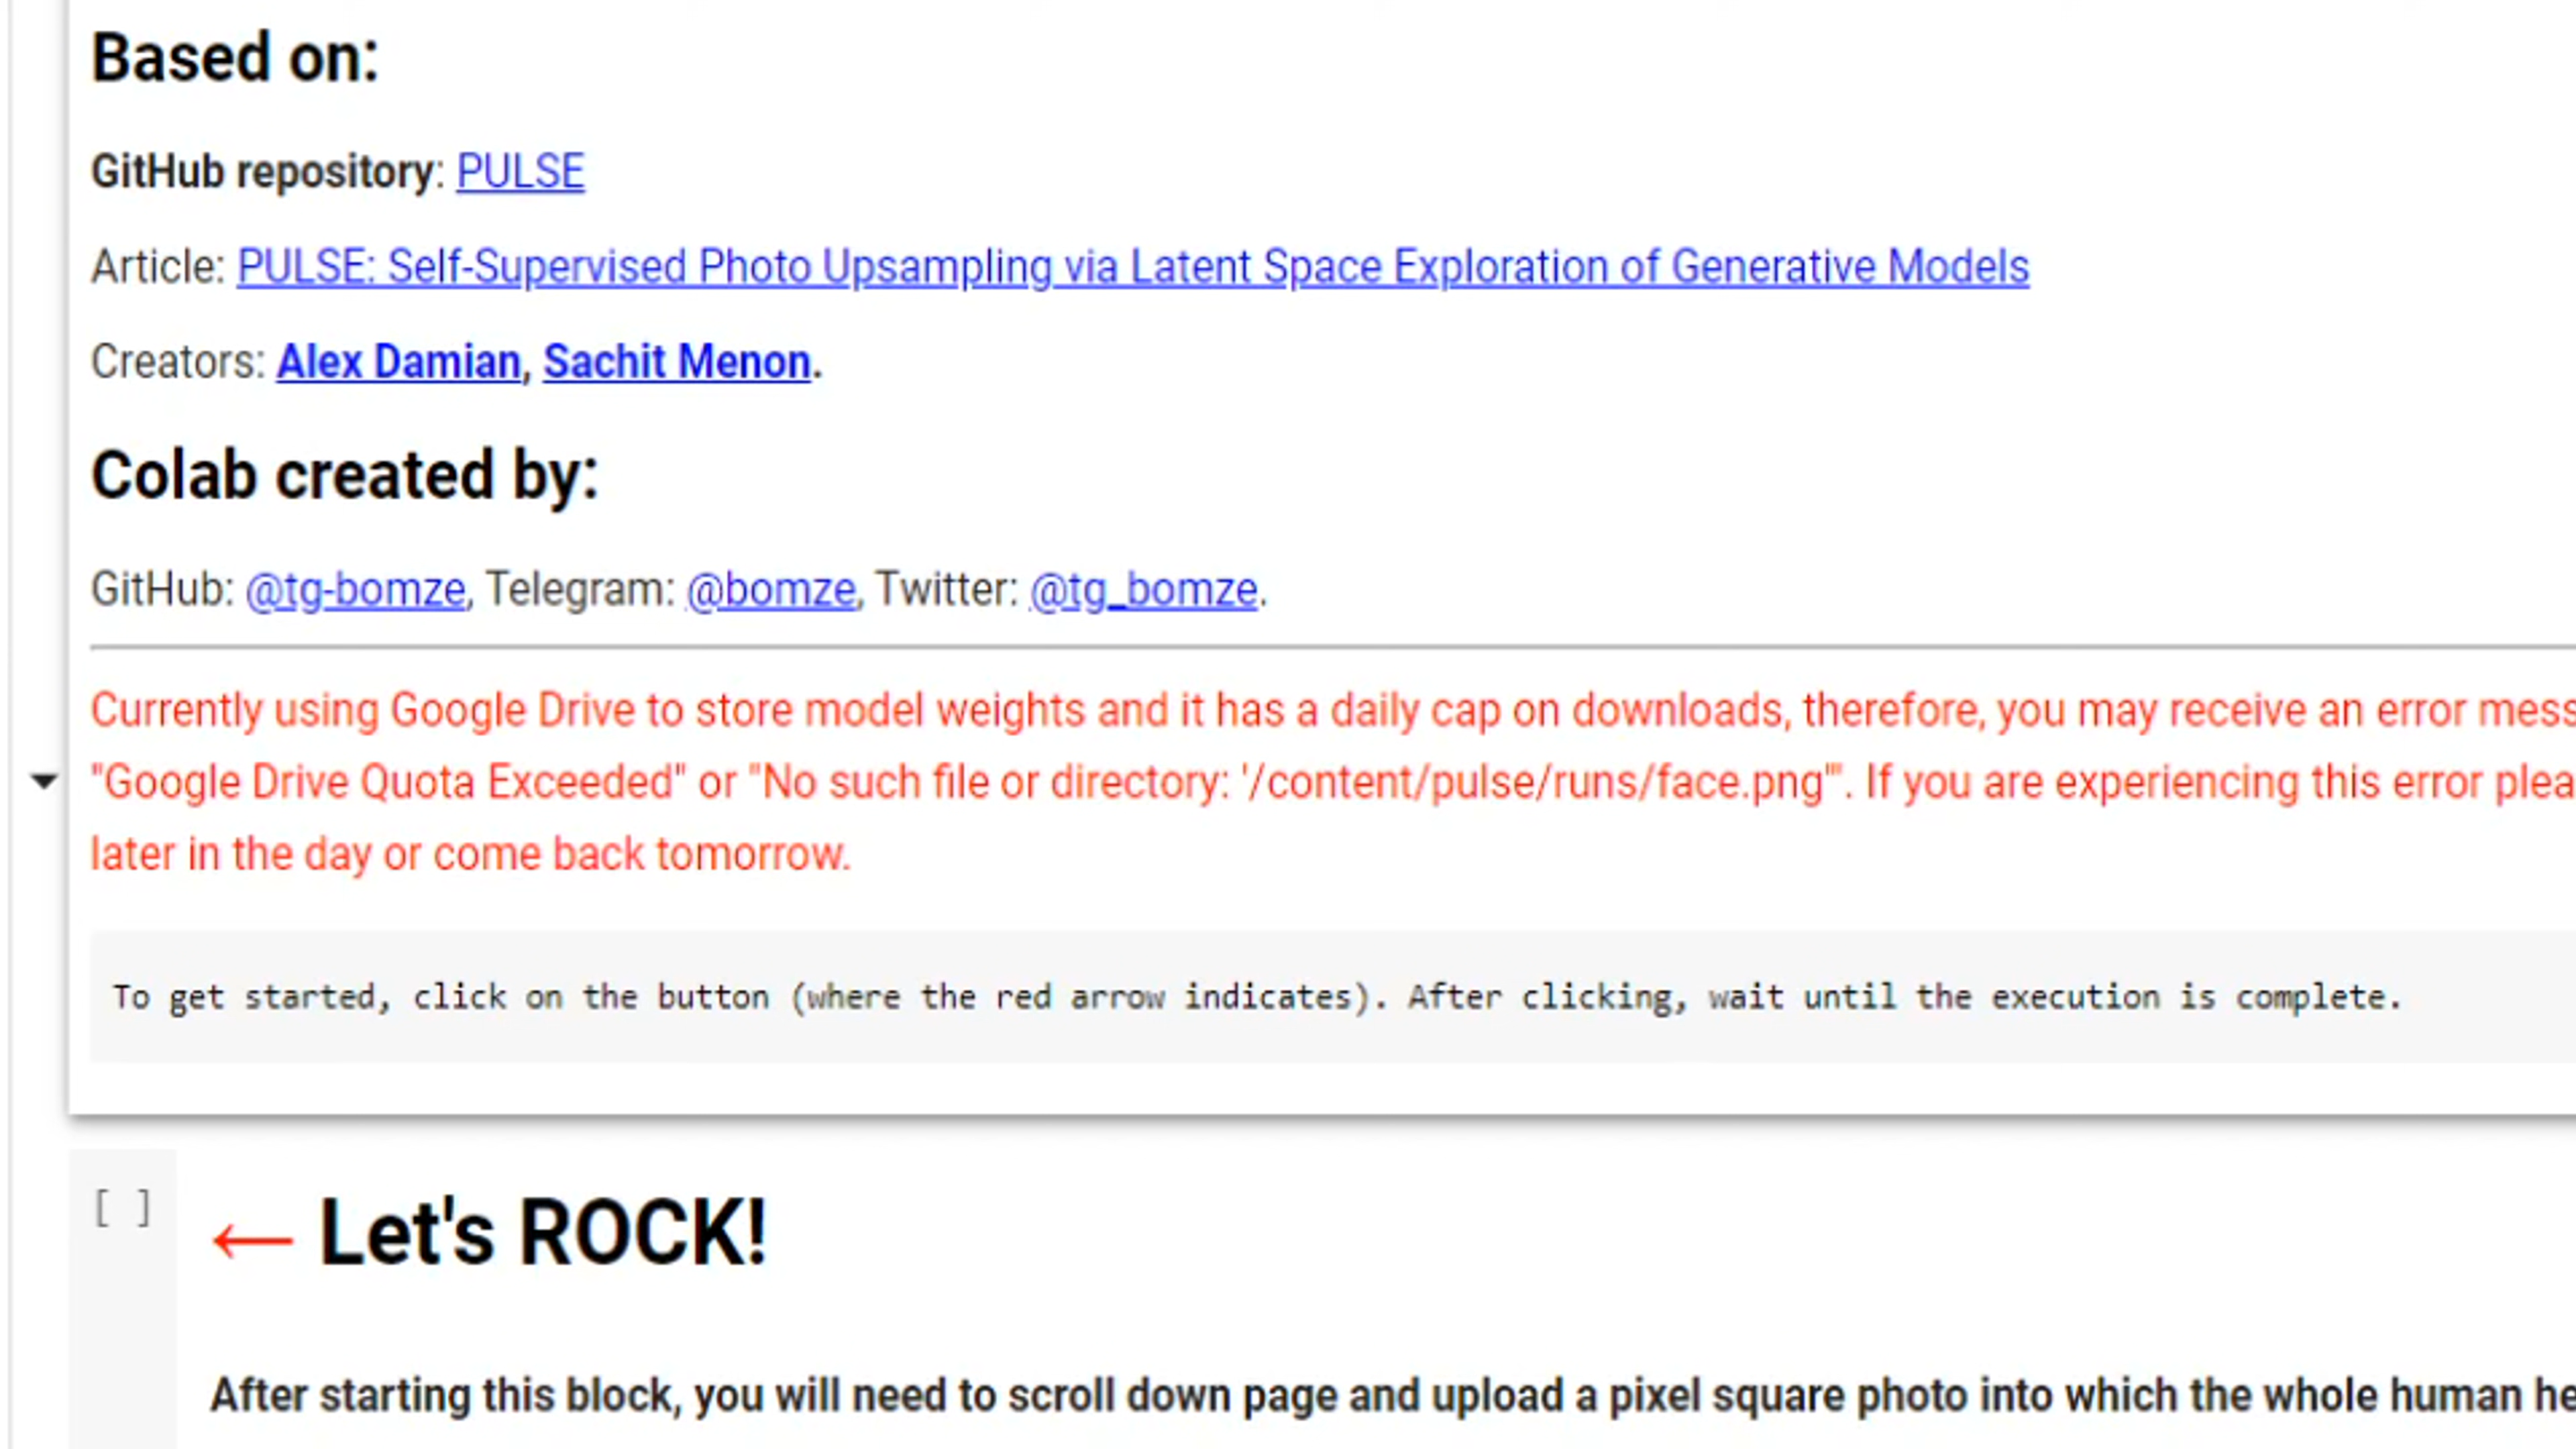 Based on:
GitHub repository: PULSE
Article: PULSE: Self-Supervised Photo Upsampling via Latent Space Exploration of Generative Models
Creators: Alex Damian, Sachit Menon.
Colab created by:
GitHub: @tg-bomze, Telegram: @bomze, Twitter: @tg_bomze.
Currently using Google Drive to store model weights and it has a daily cap on downloads, therefore, you may receive an error mess
"Google Drive Quota Exceeded" or "No such file or directory: '/content/pulse/runs/face.png'". If you are experiencing this error plea
later in the day or come back tomorrow.
To get started, click on the button (where the red arrow indicates). After clicking, wait until the execution is complete.
[ ] ← Let's ROCK!
After starting this block, you will need to scroll down page and upload a pixel square photo into which the whole human he